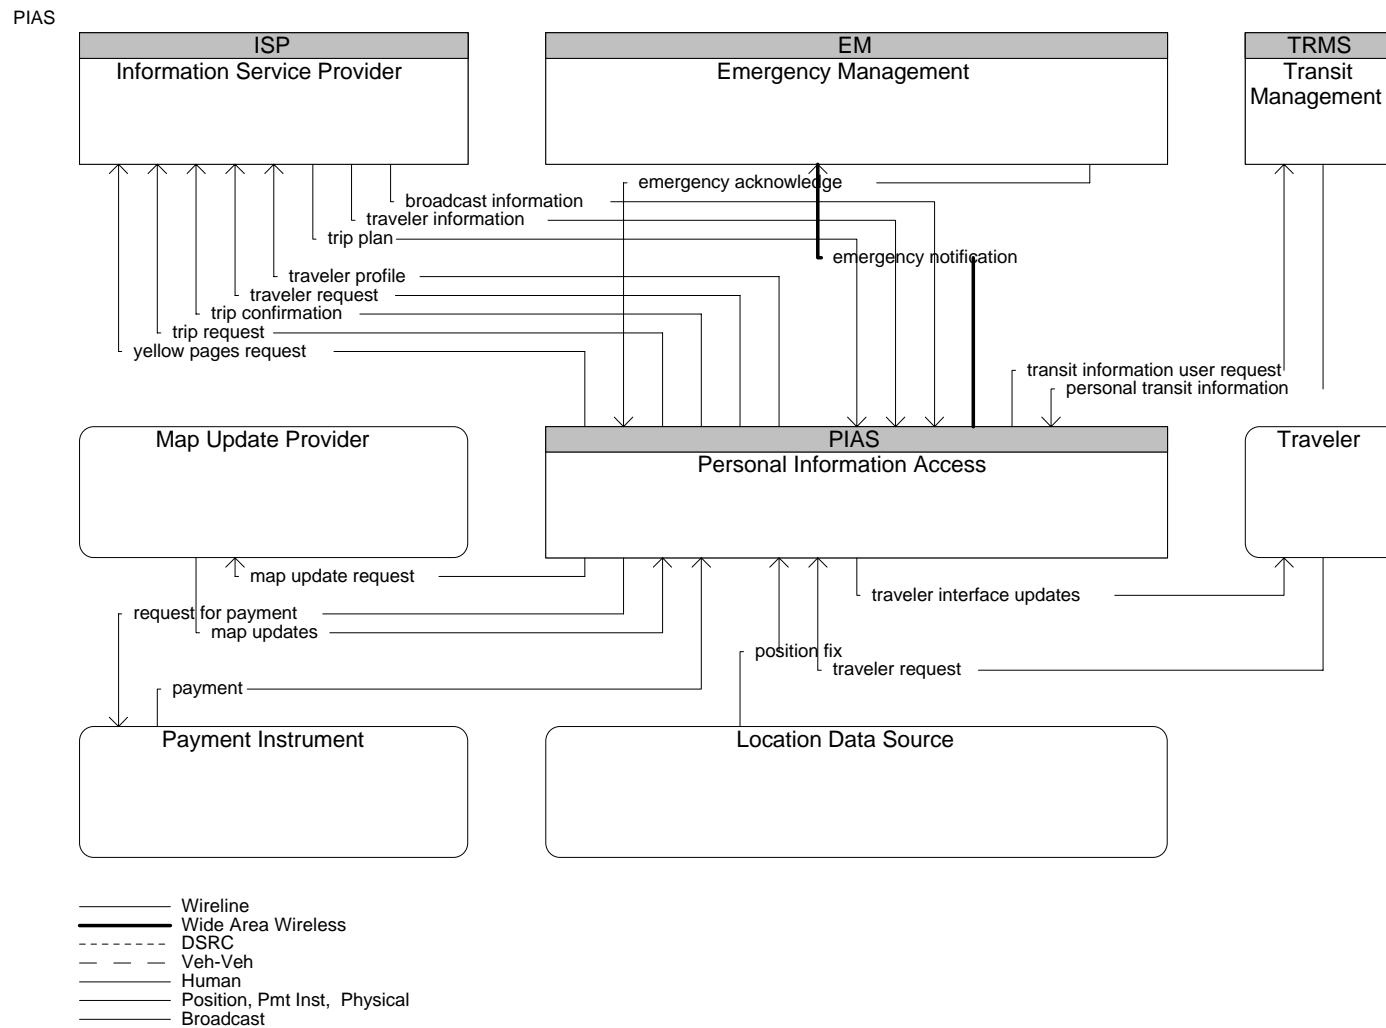 PIAS
ISP
Information Service Provider
EM
Emergency Management
TRMS
Transit
Management
emergency acknowledge
broadcast information
traveler information
trip plan
emergency notification
traveler profile
traveler request
trip confirmation
trip request
yellow pages request
transit information user request
personal transit information
Map Update Provider
PIAS
Personal Information Access
Traveler
map update request
traveler interface updates
request for payment
map updates
position fix
traveler request
payment
Payment Instrument
Location Data Source
Wireline
Wide Area Wireless
DSRC
Veh-Veh
Human
Position, Pmt Inst, Physical
Broadcast